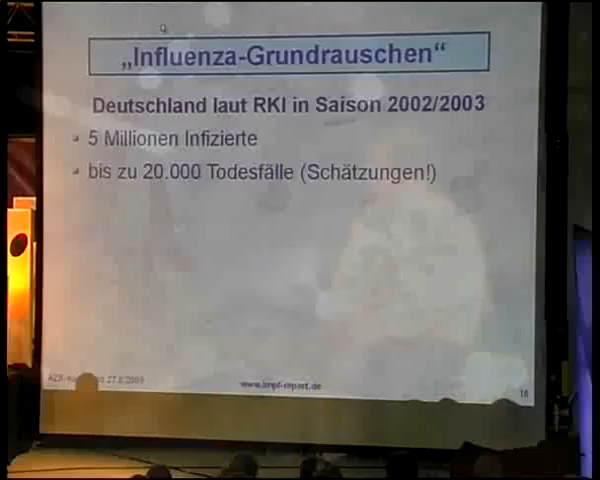 „Influenza-Grundrauschen“
Deutschland laut RKI in Saison 2002/2003
5 Millionen Infizierte
bis zu 20.000 Todesfälle (Schätzungen!)
www.impf-report.de